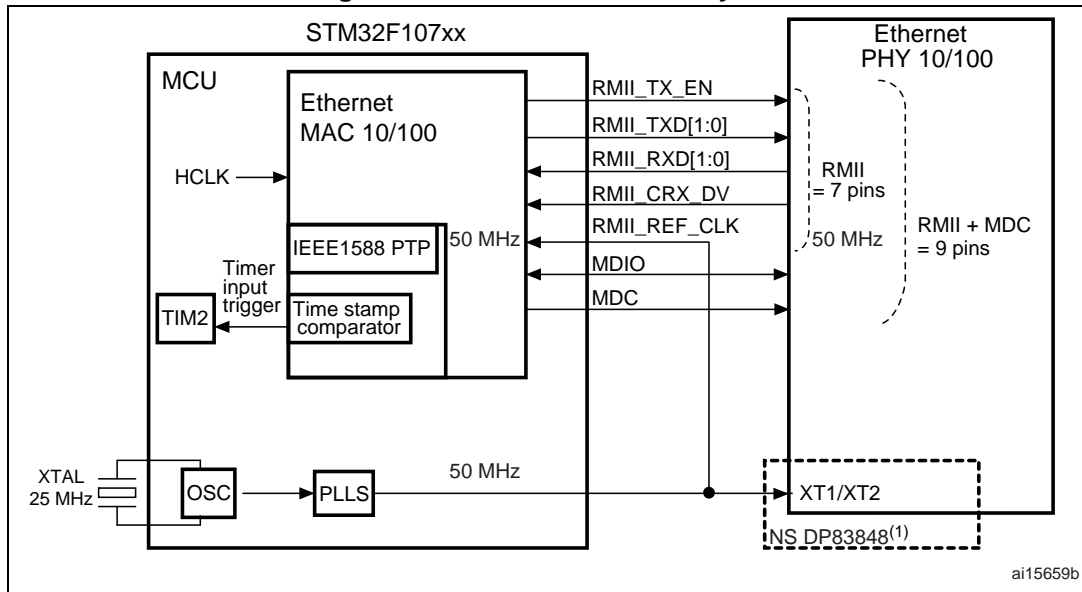 STM32F107xx
MCU
Ethernet
MAC 10/100
HCLK
IEEE1588 PTP
50 MHz
Timer
input
trigger
TIM2
Time stamp
comparator
RMII_TX_EN
RMII_TXD[1:0]
RMII_RXD[1:0]
RMII_CRX_DV
RMII_REF_CLK
MDIO
MDC
Ethernet
PHY 10/100
RMII
= 7 pins
50 MHz
RMII + MDC
= 9 pins
XTAL
25 MHz
OSC
PLLS
50 MHz
XT1/XT2
NS DP83848(1)
ai15659b